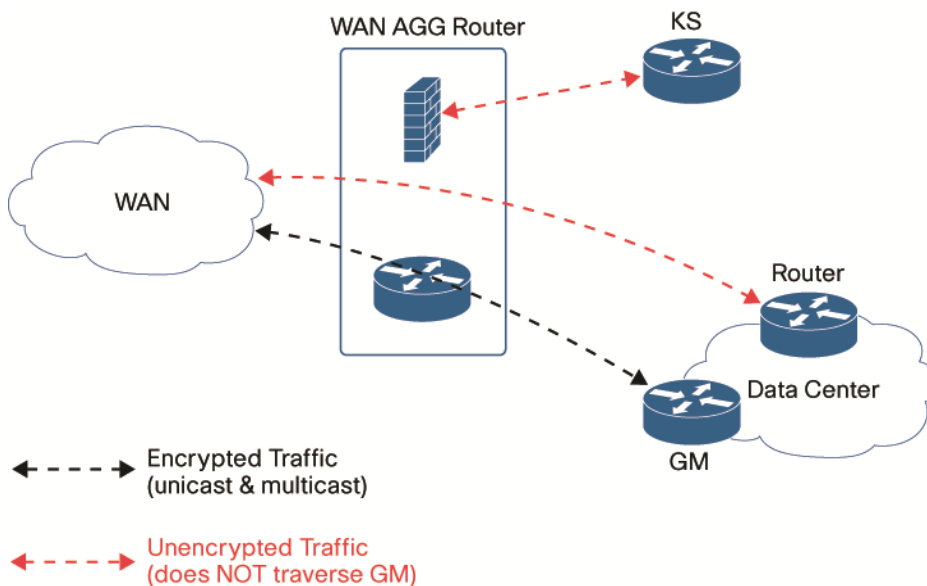 WAN AGG Router
KS
WAN
Router
Data Center
GM
Encrypted Traffic
(unicast & multicast)
Unencrypted Traffic
(does NOT traverse GM)